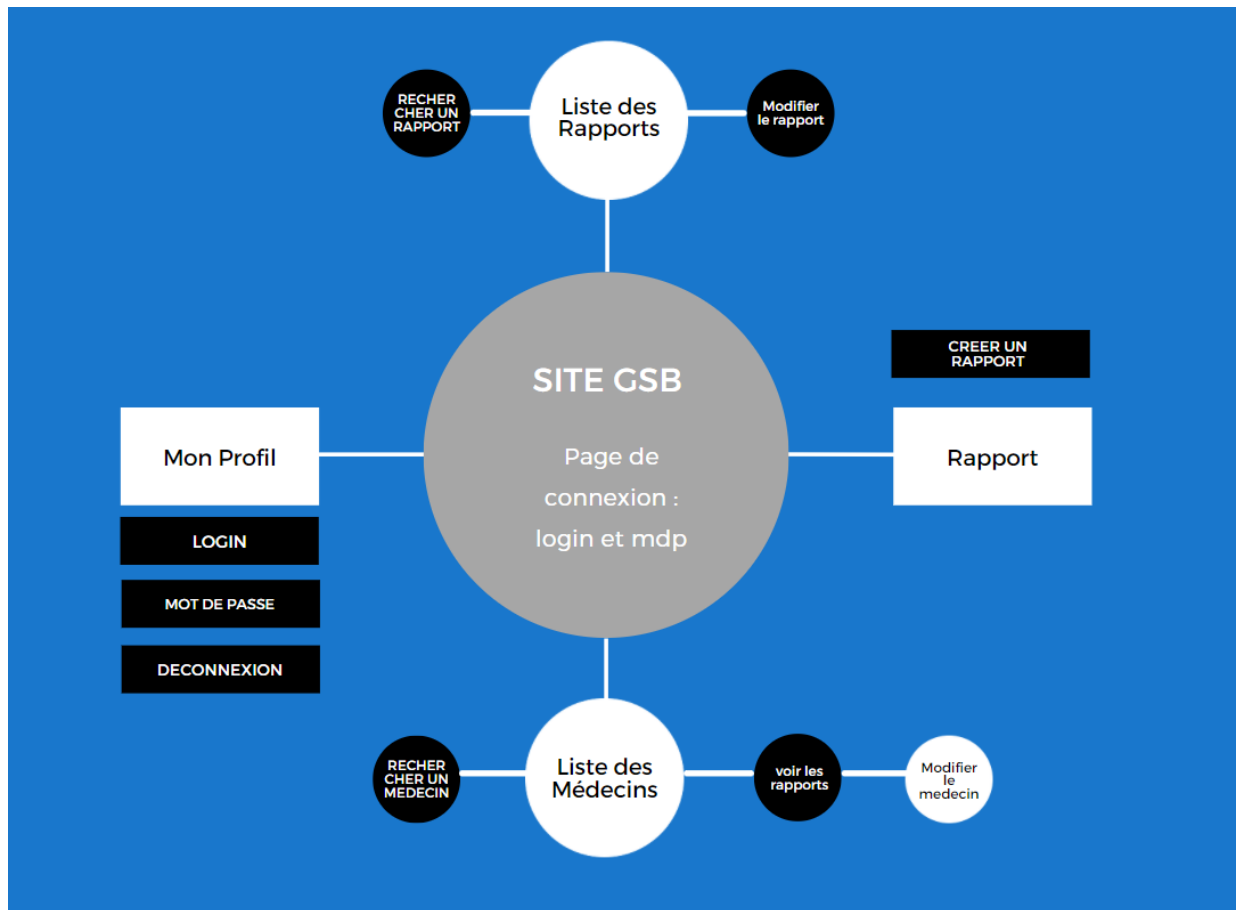 RECHER
CHER UN
RAPPORT
Liste des
Rapports
Modifier
le rapport
SITE GSB
Page de
connexion :
login et mdp
CREER UN
RAPPORT
Mon Profil
Rapport
LOGIN
MOT DE PASSE
DECONNEXION
RECHER
CHER UN
MEDECIN
Liste des
Médecins
voir les
rapports
Modifier
le
medecin